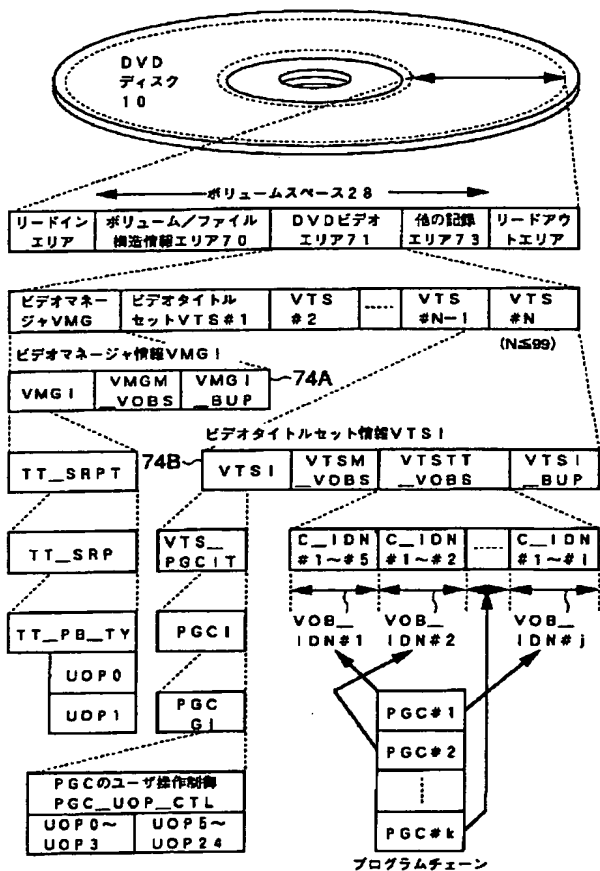 DVD
ディスク
10
ボリュームスペース28
リードイン
エリア
ボリューム/ファイル
構造情報エリア70
DVDビデオ
エリア71
他の記録
エリア73
リードアウ
トエリア
ビデオマネー
ジャVMG
ビデオタイトル
セットVTS#1
VTS
#2
VTS
#N-1
VTS
#N
(N≦99)
ビデオマネージャ情報VMGI
VMGI
VMGM
_VOBS
VMGI
_BUP
74A
ビデオタイトルセット情報VTSI
74B
VTSI
VTSM
_VOBS
VTSTT
_VOBS
VTSI
_BUP
TT_SRPT
TT_SRP
VTS_
PGCIT
C_IDN
#1~#5
C_IDN
#1~#2
C_IDN
#1~#i
VOB_
IDN#1
VOB_
IDN#2
VOB_
IDN#j
TT_PB_TY
UOP0
UOP1
PGCI
PGC
GI
PGC#1
PGC#2
PGC#k
プログラムチェーン
PGCのユーザ操作制御
PGC_UOP_CTL
UOP0~
UOP3
UOP5~
UOP24